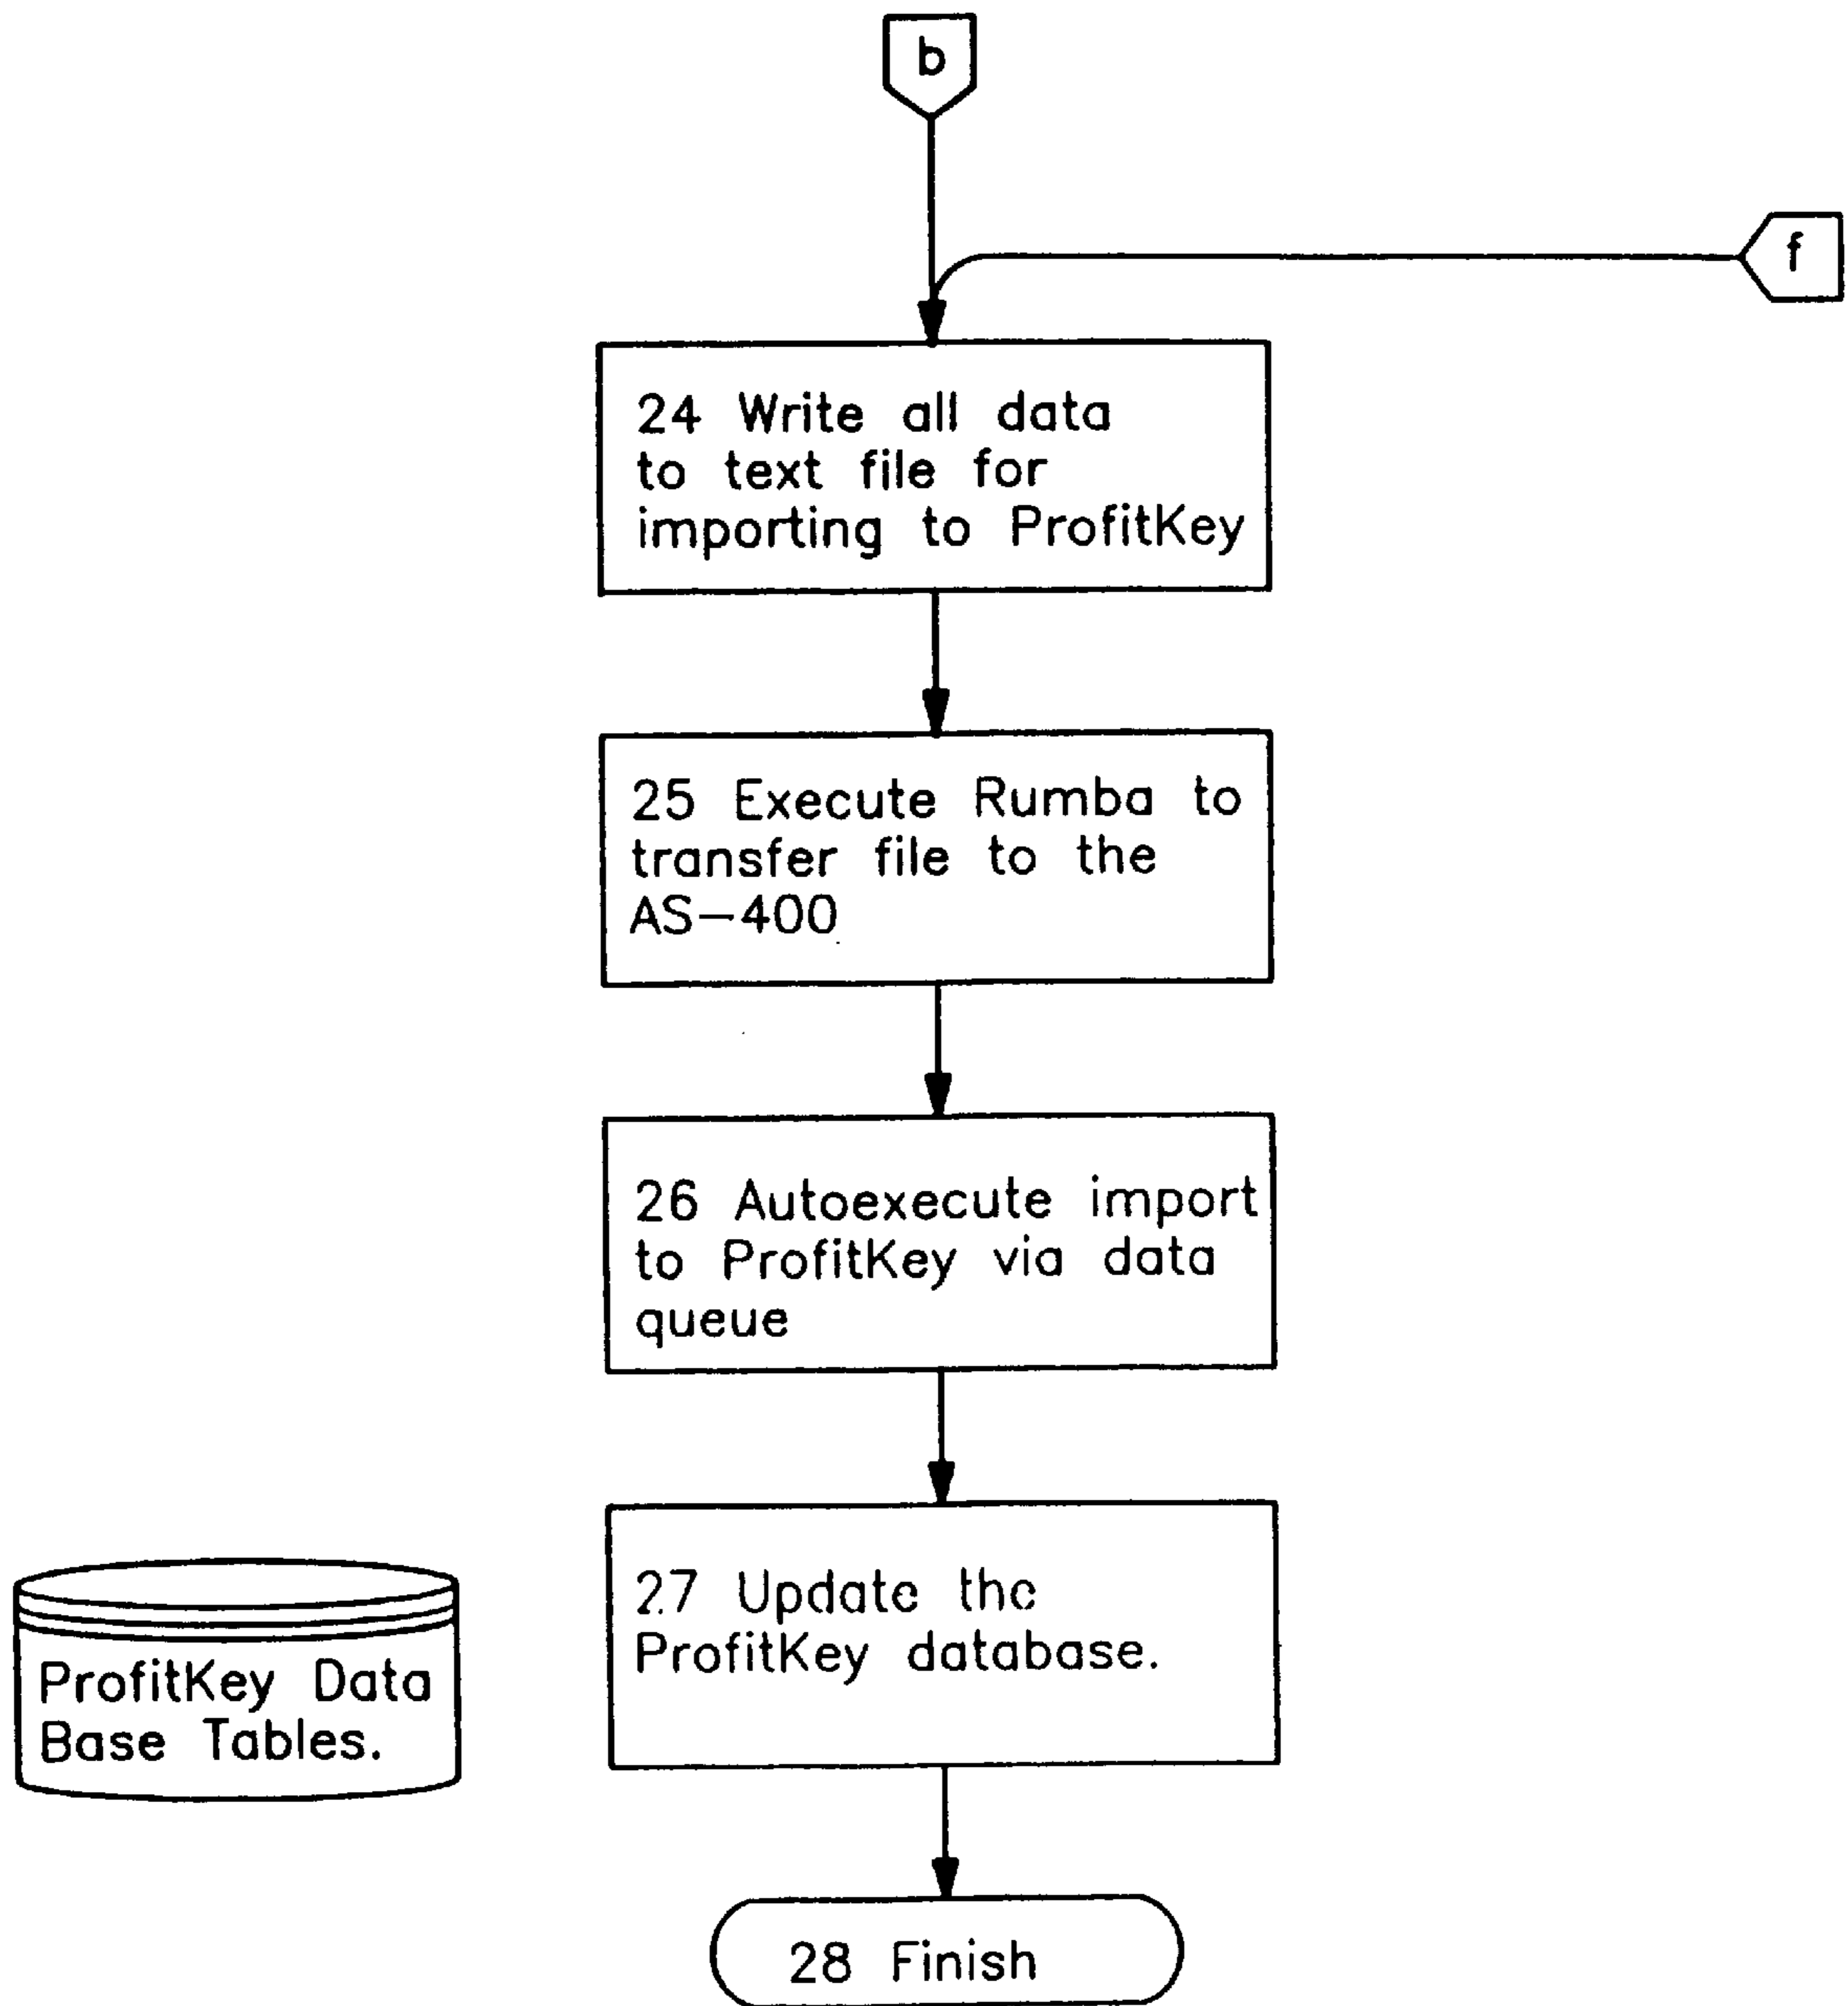 b
f
24 Write all data
to text file for
importing to ProfitKey
25 Execute Rumba to
transfer file to the
AS-400
26 Autoexecute import
to ProfitKey via data
queue
27 Update the
ProfitKey database.
ProfitKey Data
Base Tables.
28 Finish